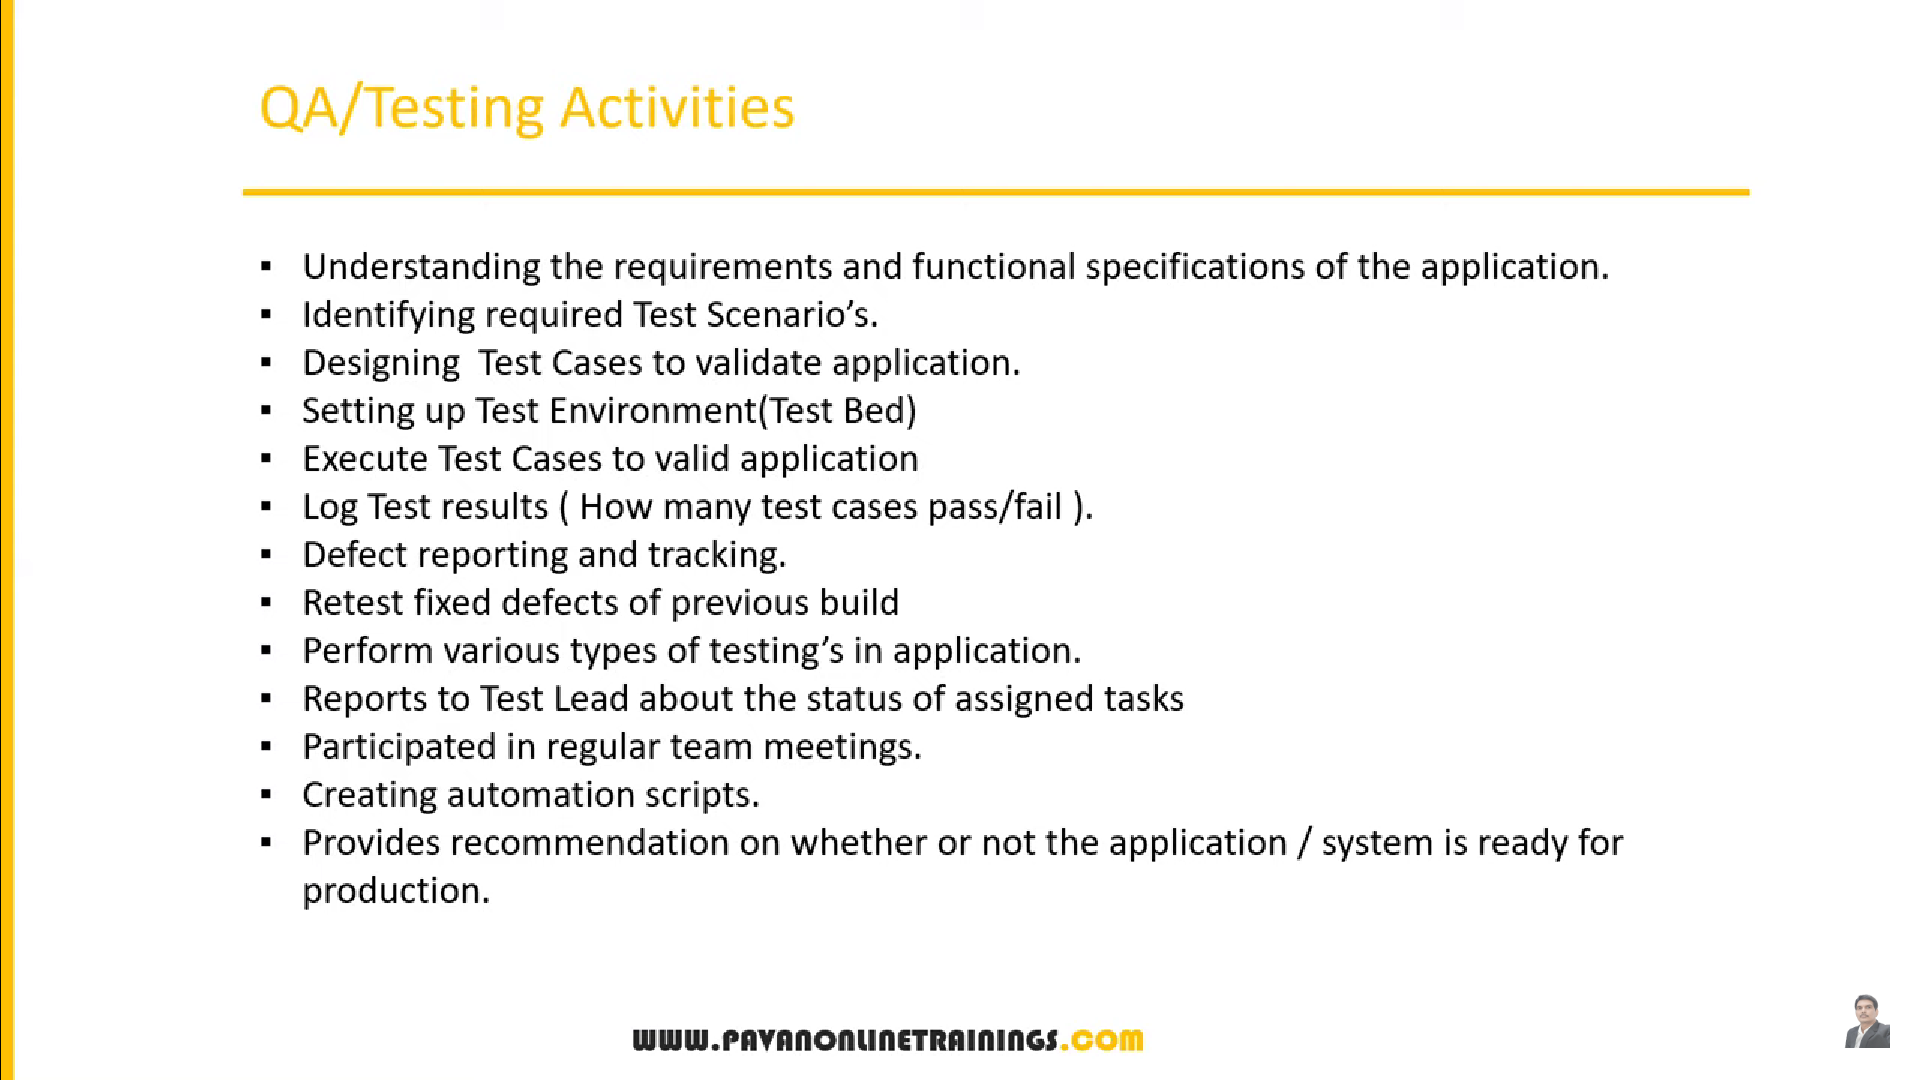 QA/Testing Activities
▪ Understanding the requirements and functional specifications of the application.
▪ Identifying required Test Scenario’s.
▪ Designing  Test Cases to validate application.
▪ Setting up Test Environment(Test Bed)
▪ Execute Test Cases to valid application
▪ Log Test results ( How many test cases pass/fail ).
▪ Defect reporting and tracking.
▪ Retest fixed defects of previous build
▪ Perform various types of testing’s in application.
▪ Reports to Test Lead about the status of assigned tasks
▪ Participated in regular team meetings.
▪ Creating automation scripts.
▪ Provides recommendation on whether or not the application / system is ready for
production.
WWW.PAVANONLINETRAININGS.COM